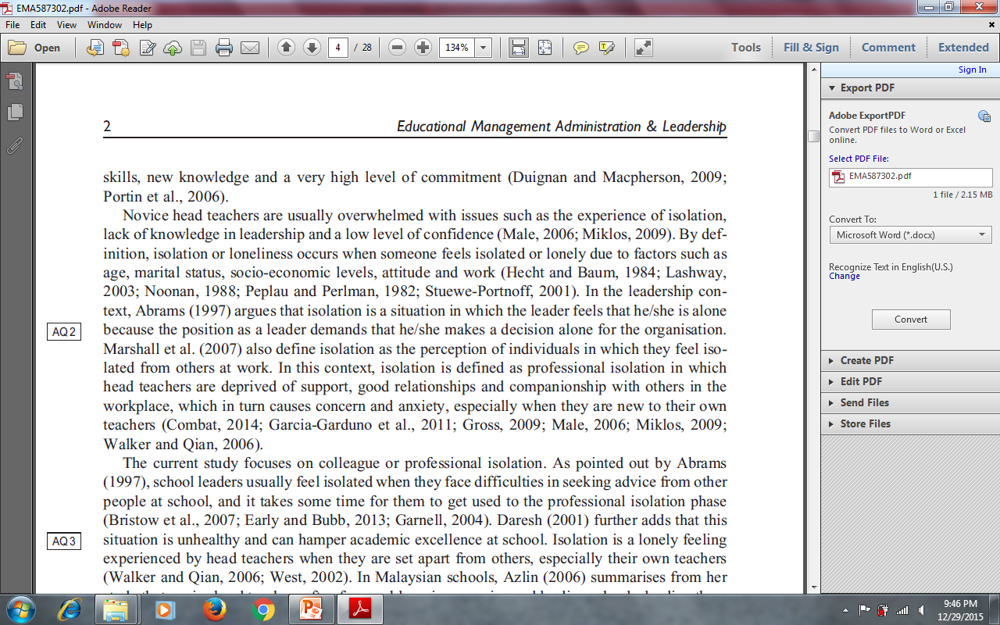 EMA587302.pdf - Adobe Reader
File Edit View Window Help
Open 4 / 28 134% Tools Fill & Sign Comment Extended
Sign In
Export PDF
Adobe ExportPDF
Convert PDF files to Word or Excel
online.
Select PDF File:
EMA587302.pdf
1 file / 2.15 MB
Convert To:
Microsoft Word (*.docx)
Recognize Text in English(U.S.)
Change
Convert
Create PDF
Edit PDF
Send Files
Store Files
2 Educational Management Administration & Leadership
skills, new knowledge and a very high level of commitment (Duignan and Macpherson, 2009;
Portin et al., 2006).
Novice head teachers are usually overwhelmed with issues such as the experience of isolation,
lack of knowledge in leadership and a low level of confidence (Male, 2006; Miklos, 2009). By def-
inition, isolation or loneliness occurs when someone feels isolated or lonely due to factors such as
age, marital status, socio-economic levels, attitude and work (Hecht and Baum, 1984; Lashway,
2003; Noonan, 1988; Peplau and Perlman, 1982; Stuewe-Portnoff, 2001). In the leadership con-
text, Abrams (1997) argues that isolation is a situation in which the leader feels that he/she is alone
AQ2 because the position as a leader demands that he/she makes a decision alone for the organisation.
Marshall et al. (2007) also define isolation as the perception of individuals in which they feel iso-
lated from others at work. In this context, isolation is defined as professional isolation in which
head teachers are deprived of support, good relationships and companionship with others in the
workplace, which in turn causes concern and anxiety, especially when they are new to their own
teachers (Combat, 2014; Garcia-Garduno et al., 2011; Gross, 2009; Male, 2006; Miklos, 2009;
Walker and Qian, 2006).
The current study focuses on colleague or professional isolation. As pointed out by Abrams
(1997), school leaders usually feel isolated when they face difficulties in seeking advice from other
people at school, and it takes some time for them to get used to the professional isolation phase
(Bristow et al., 2007; Early and Bubb, 2013; Garnell, 2004). Daresh (2001) further adds that this
AQ3 situation is unhealthy and can hamper academic excellence at school. Isolation is a lonely feeling
experienced by head teachers when they are set apart from others, especially their own teachers
(Walker and Qian, 2006; West, 2002). In Malaysian schools, Azlin (2006) summarises from her
9:46 PM
12/29/2015